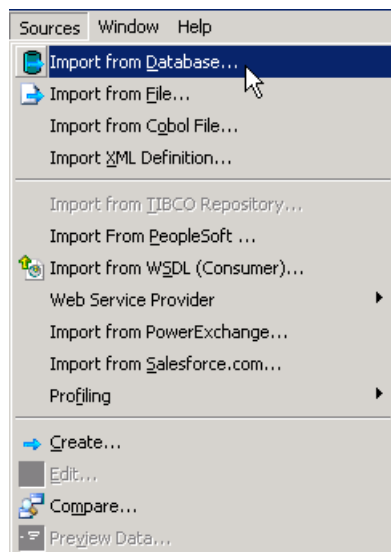 Sources Window Help
Import from Database...
Import from File...
Import from Cobol File...
Import XML Definition...
Import from TIBCO Repository...
Import From PeopleSoft ...
Import from WSDL (Consumer)...
Web Service Provider
Import from PowerExchange...
Import from Salesforce.com...
Profiling
Create...
Edit...
Compare...
Preview Data...